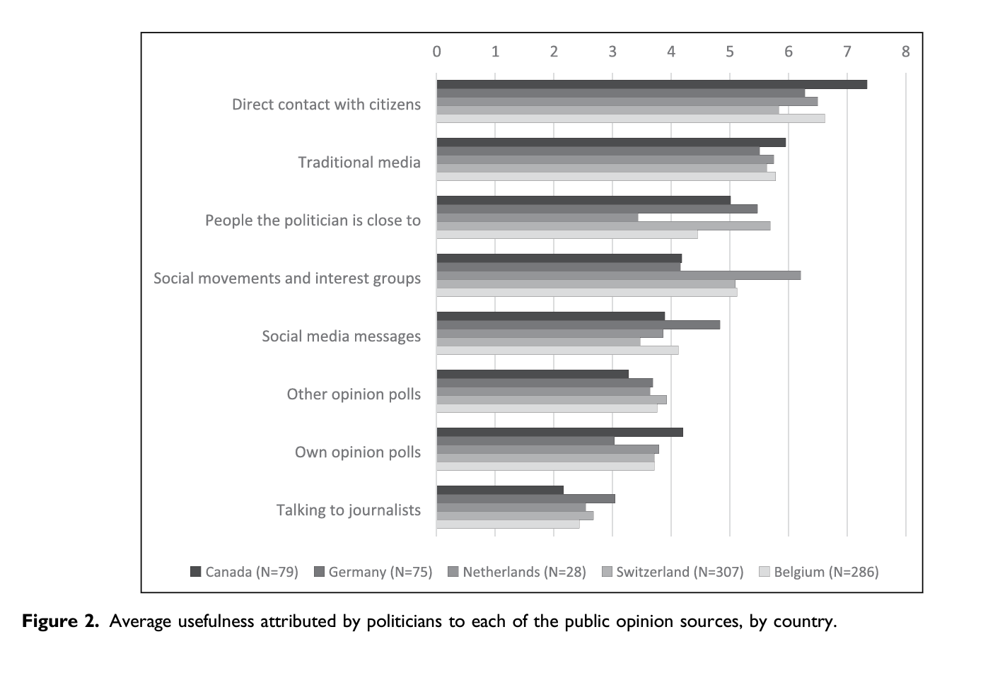 0 1 2 3 4 5 6 7 8
Direct contact with citizens
Traditional media
People the politician is close to
Social movements and interest groups
Social media messages
Other opinion polls
Own opinion polls
Talking to journalists
Canada (N=79) Germany (N=75) Netherlands (N=28) Switzerland (N=307) Belgium (N=286)
Figure 2. Average usefulness attributed by politicians to each of the public opinion sources, by country.